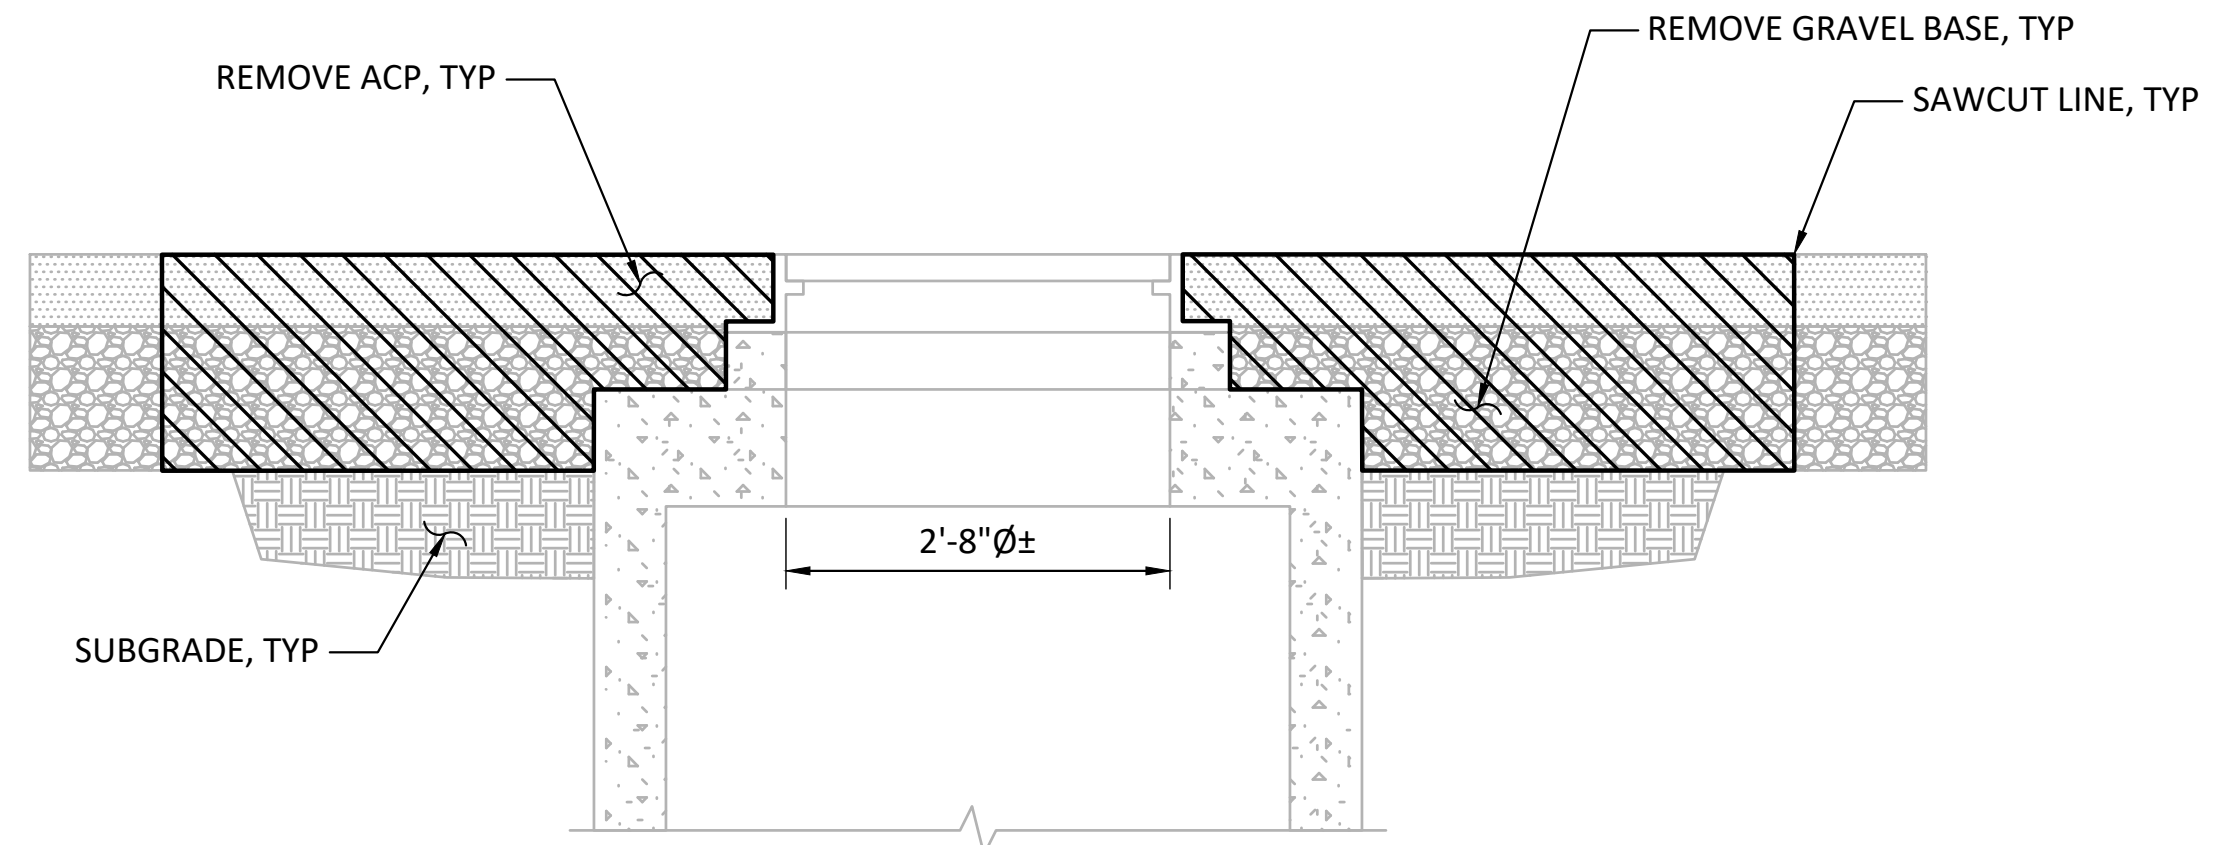 REMOVE GRAVEL BASE, TYP
REMOVE ACP, TYP
SAWCUT LINE, TYP
2'-8"Ø±
SUBGRADE, TYP